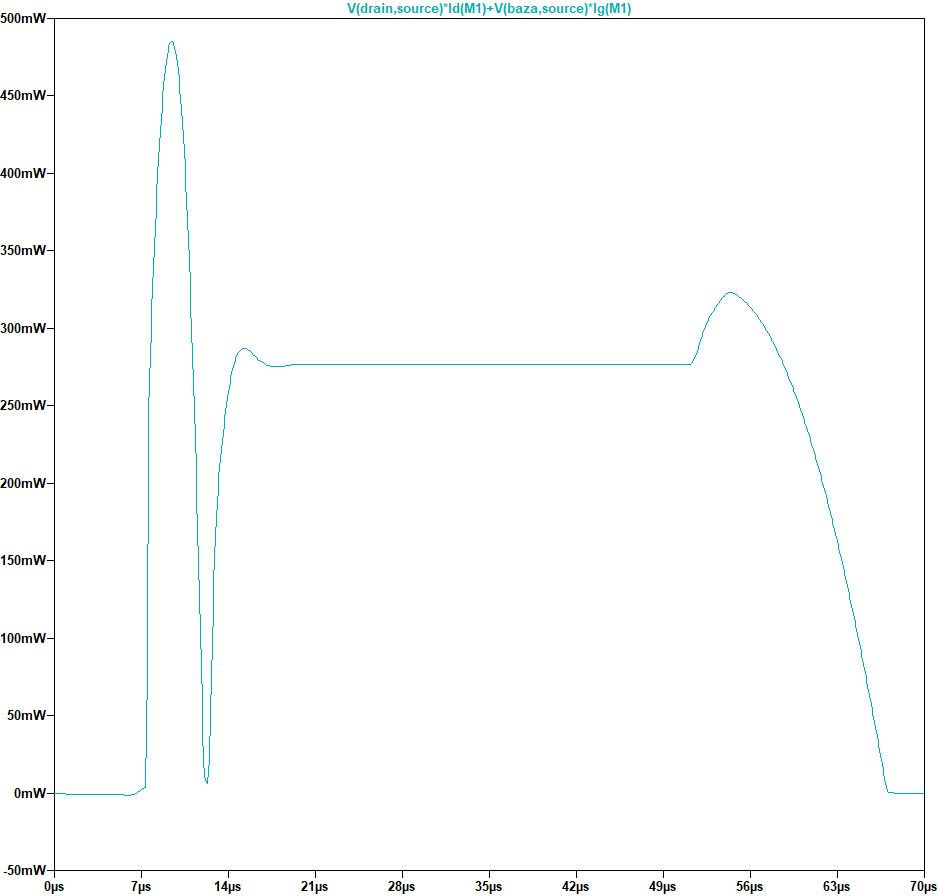 V(drain,source)*Id(M1)+V(baza,source)*Ig(M1)
500mW
450mW
400mW
350mW
300mW
250mW
200mW
150mW
100mW
50mW
0mW
-50mW
0µs 7µs 14µs 21µs 28µs 35µs 42µs 49µs 56µs 63µs 70µs